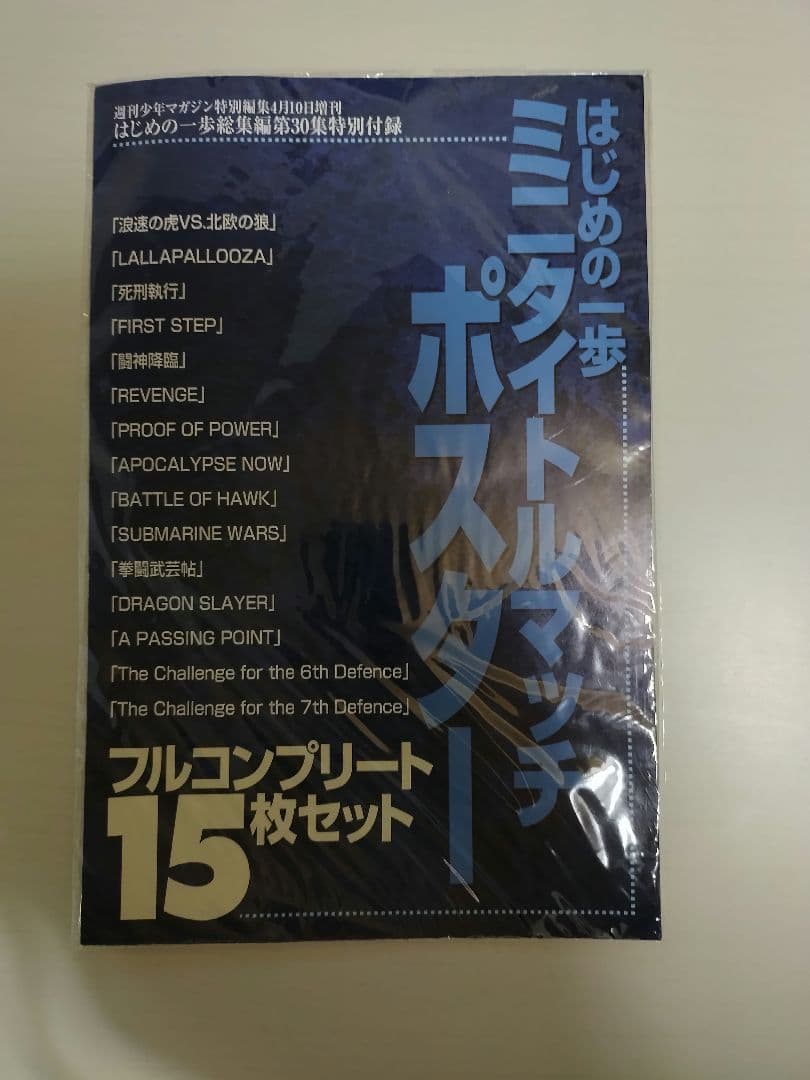 週刊少年マガジン特別編集4月10日増刊
はじめの一歩総集編第30集特別付録
はじめの一歩
ミニタイトルマッチ
ポスター
「浪速の虎VS.北欧の狼」
「LALLAPALLOOZA」
「死刑執行」
「FIRST STEP」
「闘神降臨」
「REVENGE」
「PROOF OF POWER」
「APOCALYPSE NOW」
「BATTLE OF HAWK」
「SUBMARINE WARS」
「拳闘武芸帖」
「DRAGON SLAYER」
「A PASSING POINT」
「The Challenge for the 6th Defence」
「The Challenge for the 7th Defence」
フルコンプリート
15枚セット